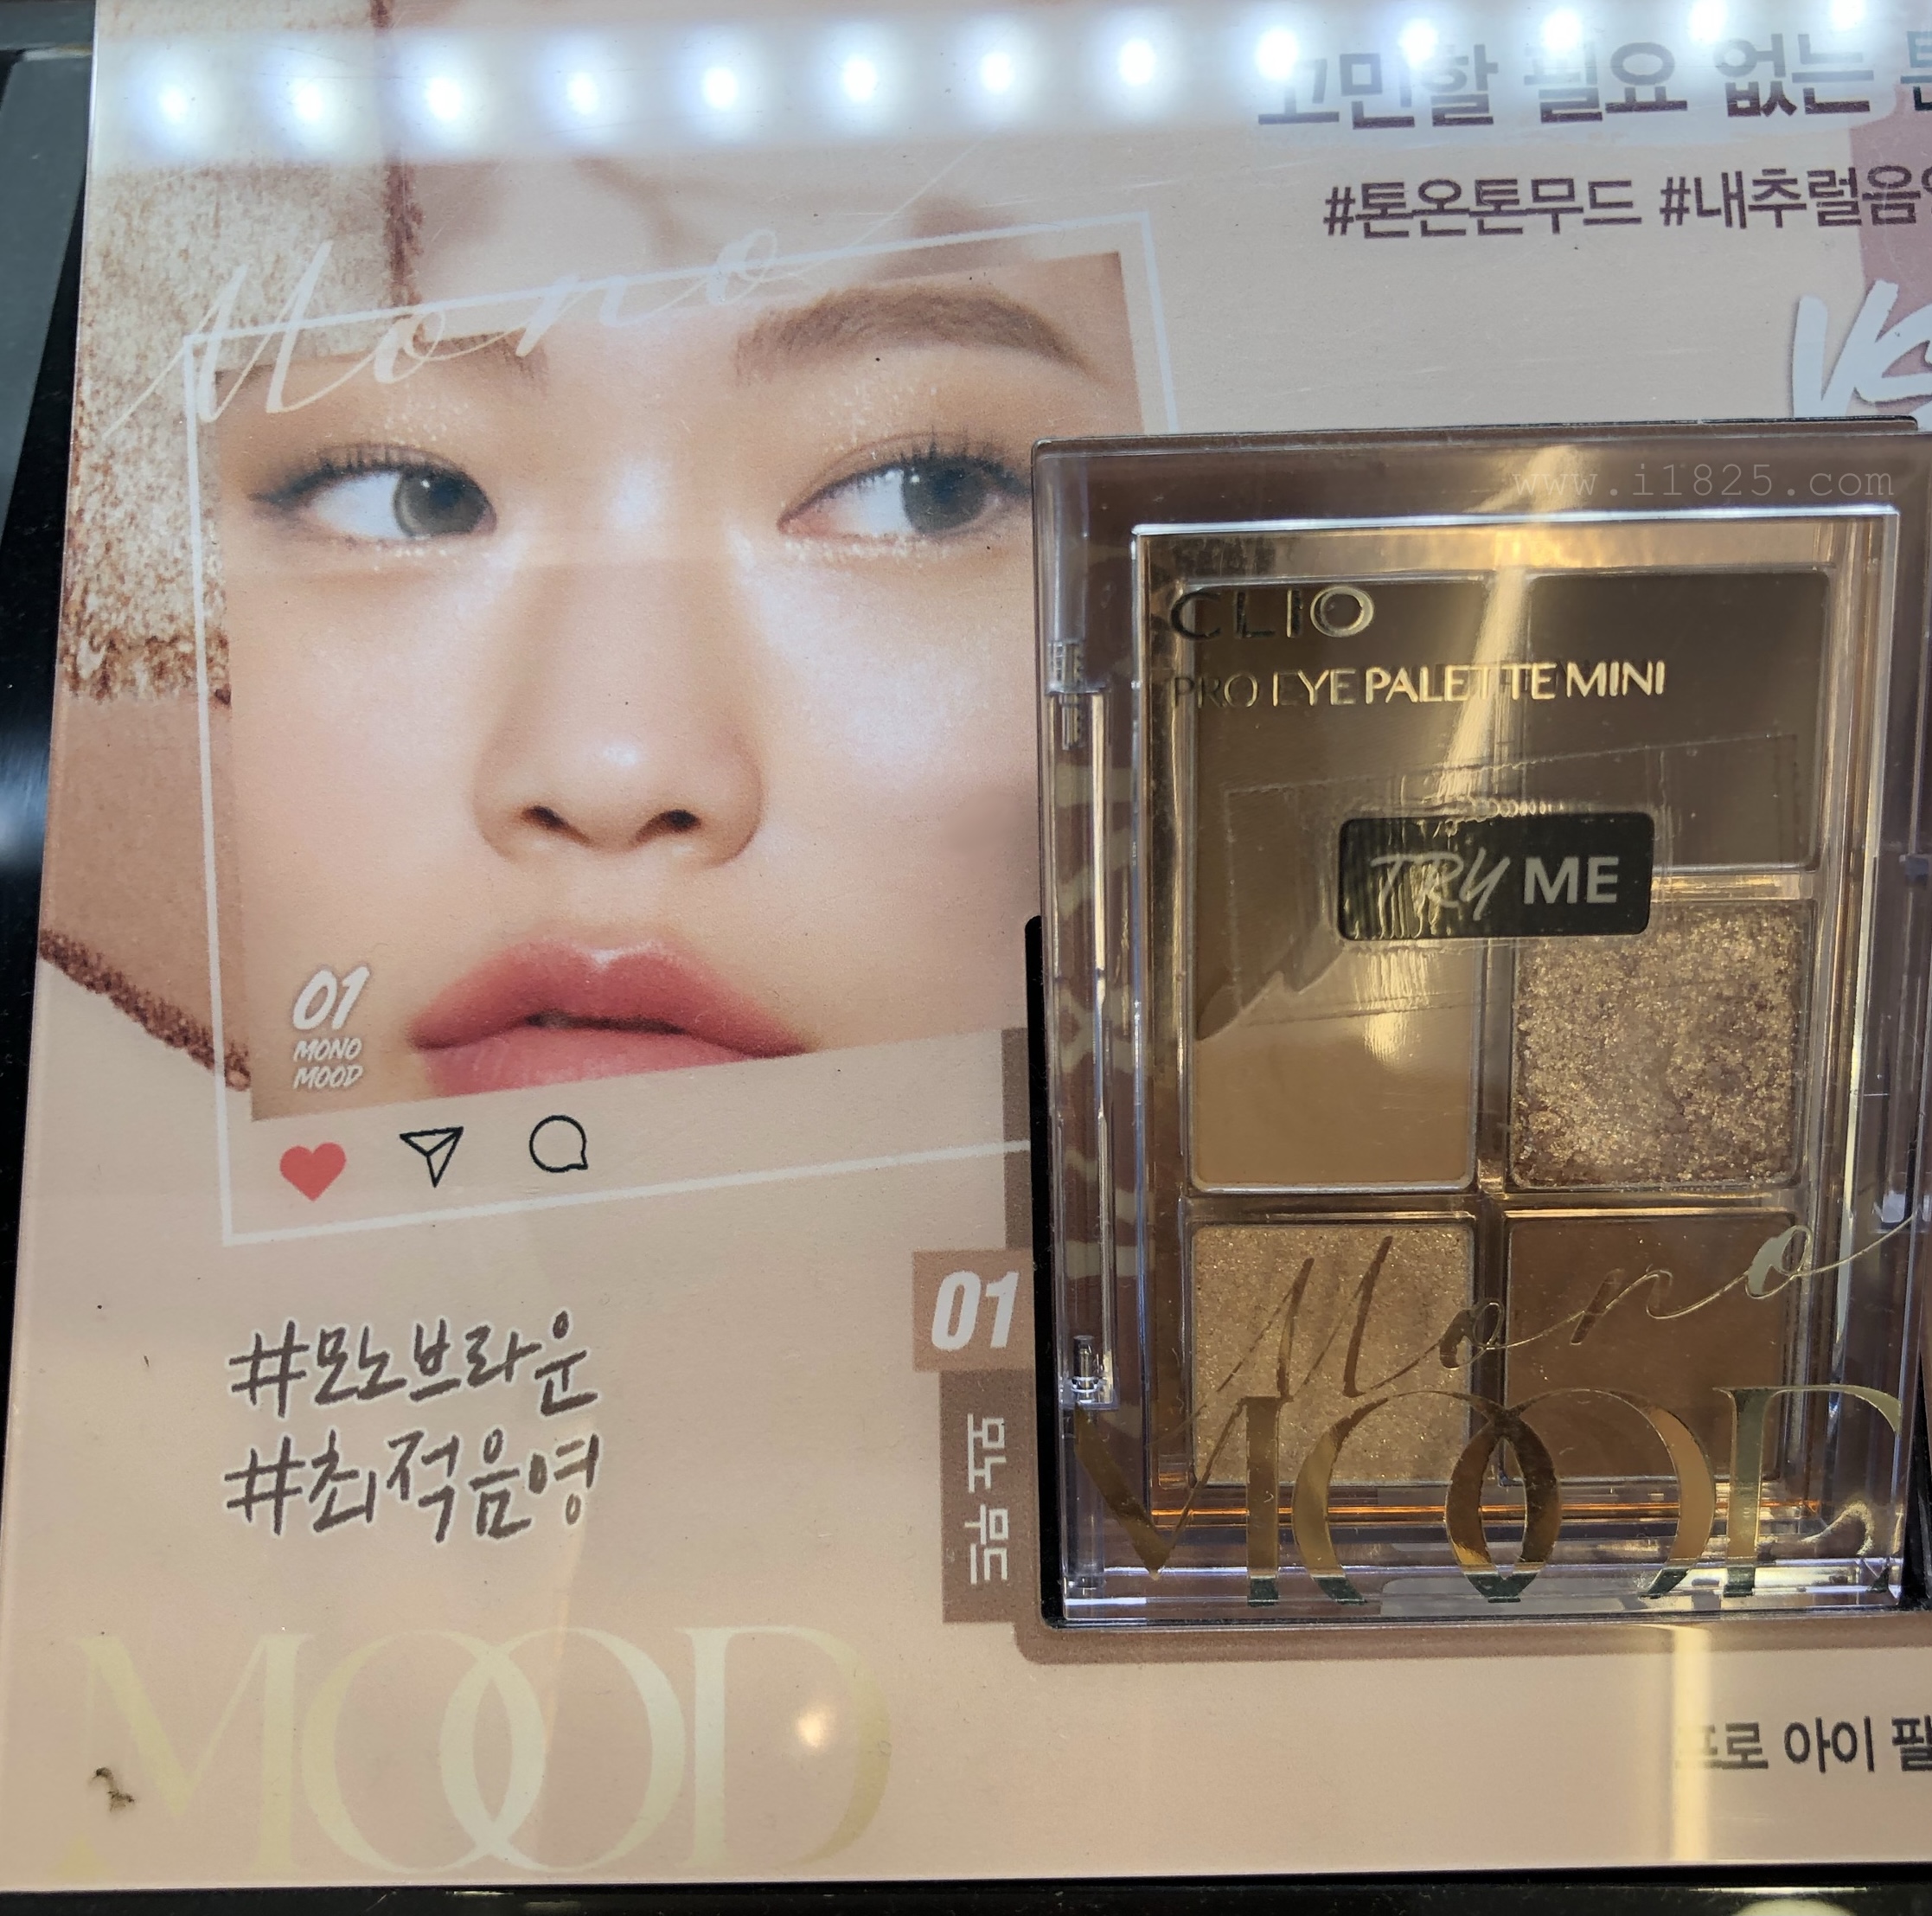 고민할 필요 없는
#톤온톤무드 #내추럴음
Mono
VS
www.i1825.com
CLIO
PRO EYE PALETTE MINI
TRY ME
01
MONO
MOOD
Mono
MOOD
01
모노 무드
#모노브라운
#최적음영
MOOD
프로 아이 팔